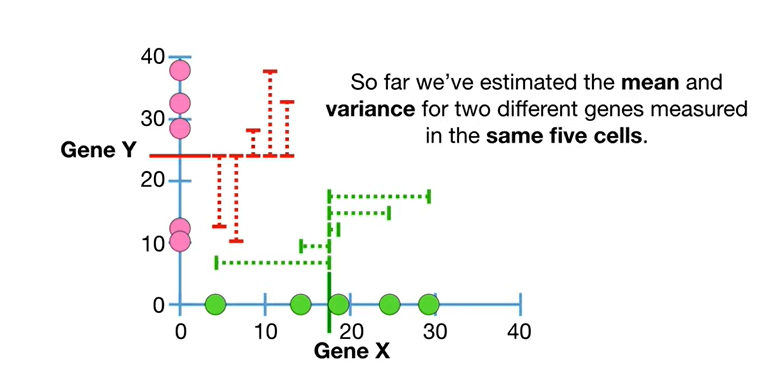 40
So far we've estimated the mean and
variance for two different genes measured
in the same five cells.
30
Gene Y
20
10
0
0 10 20 30 40
Gene X